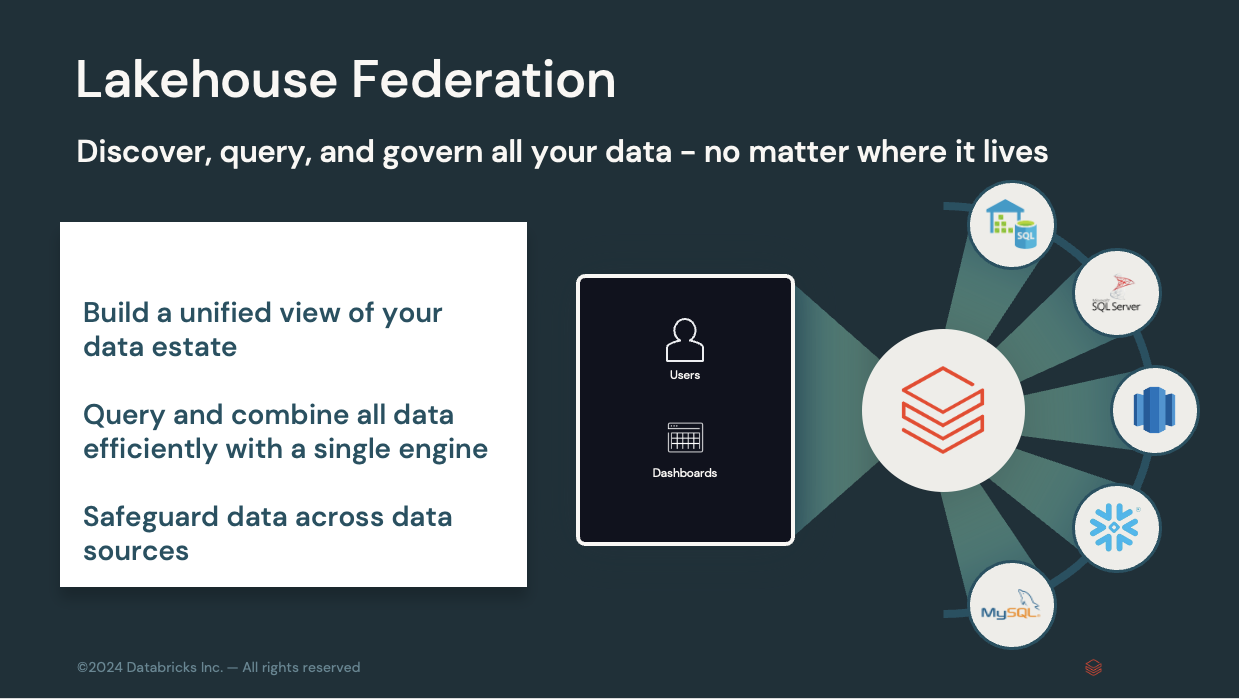 Lakehouse Federation
Discover, query, and govern all your data - no matter where it lives
Build a unified view of your
data estate
Query and combine all data
efficiently with a single engine
Safeguard data across data
sources
Users
Dashboards
SQL
Microsoft
SQL Server
®
MySQL
©2024 Databricks Inc. — All rights reserved